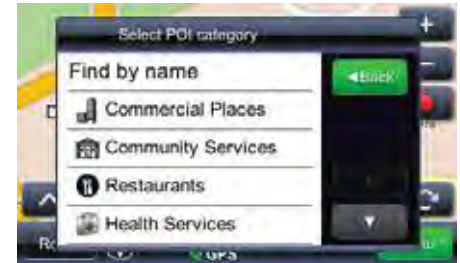 Select POI category
Find by name
◄Back
Commercial Places
Community Services
Restaurants
Health Services
GPS